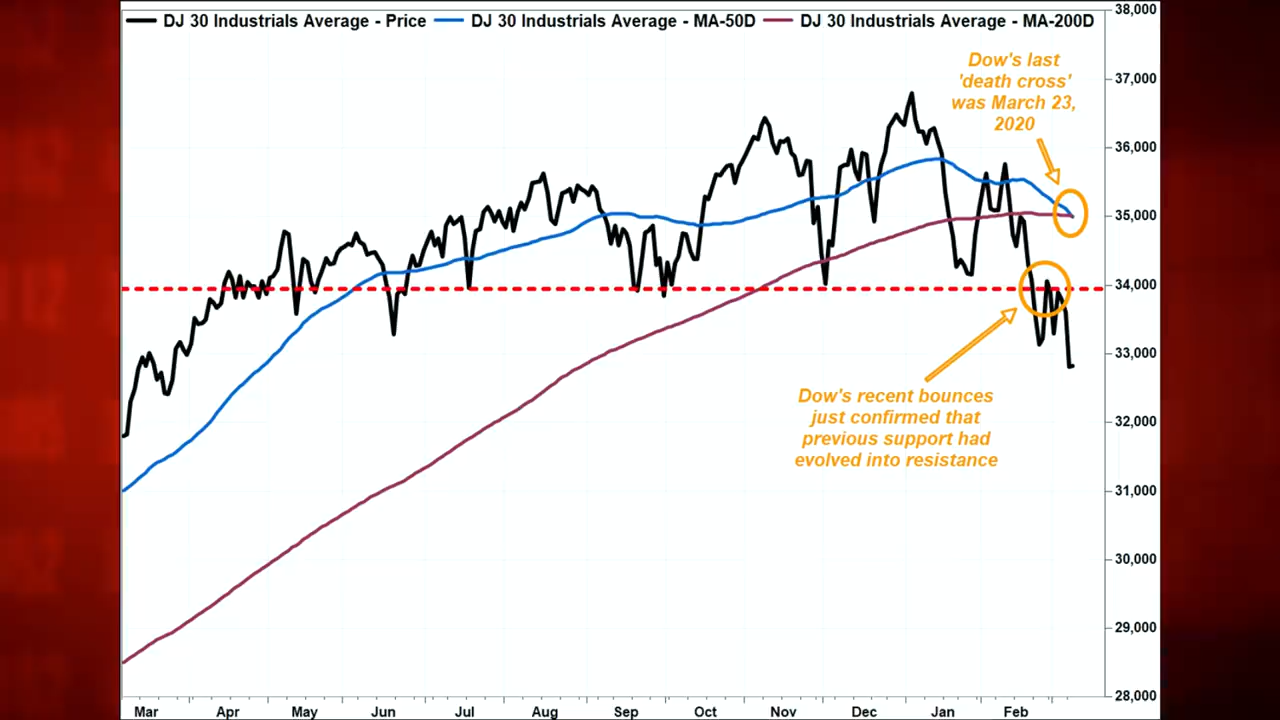 DJ 30 Industrials Average - Price DJ 30 Industrials Average - MA-50D DJ 30 Industrials Average - MA-200D
38,000
Dow's last
'death cross'
was March 23,
2020
37,000
36,000
35,000
34,000
33,000
Dow's recent bounces
just confirmed that
previous support had
evolved into resistance
32,000
31,000
30,000
29,000
28,000
Mar Apr May Jun Jul Aug Sep Oct Nov Dec Jan Feb